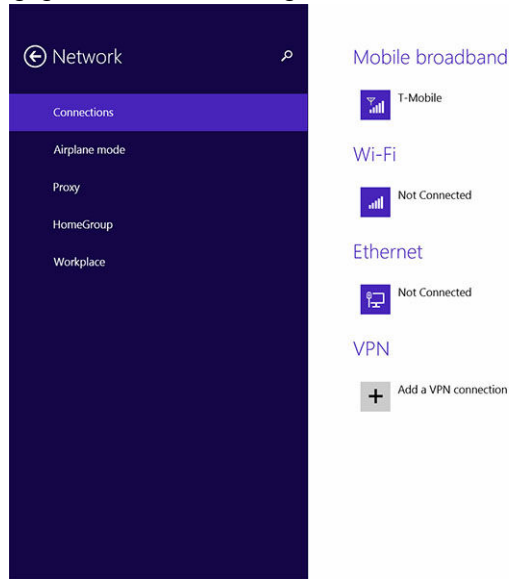 Network
Connections
Airplane mode
Proxy
HomeGroup
Workplace
Mobile broadband
T-Mobile
Wi-Fi
Not Connected
Ethernet
Not Connected
VPN
Add a VPN connection